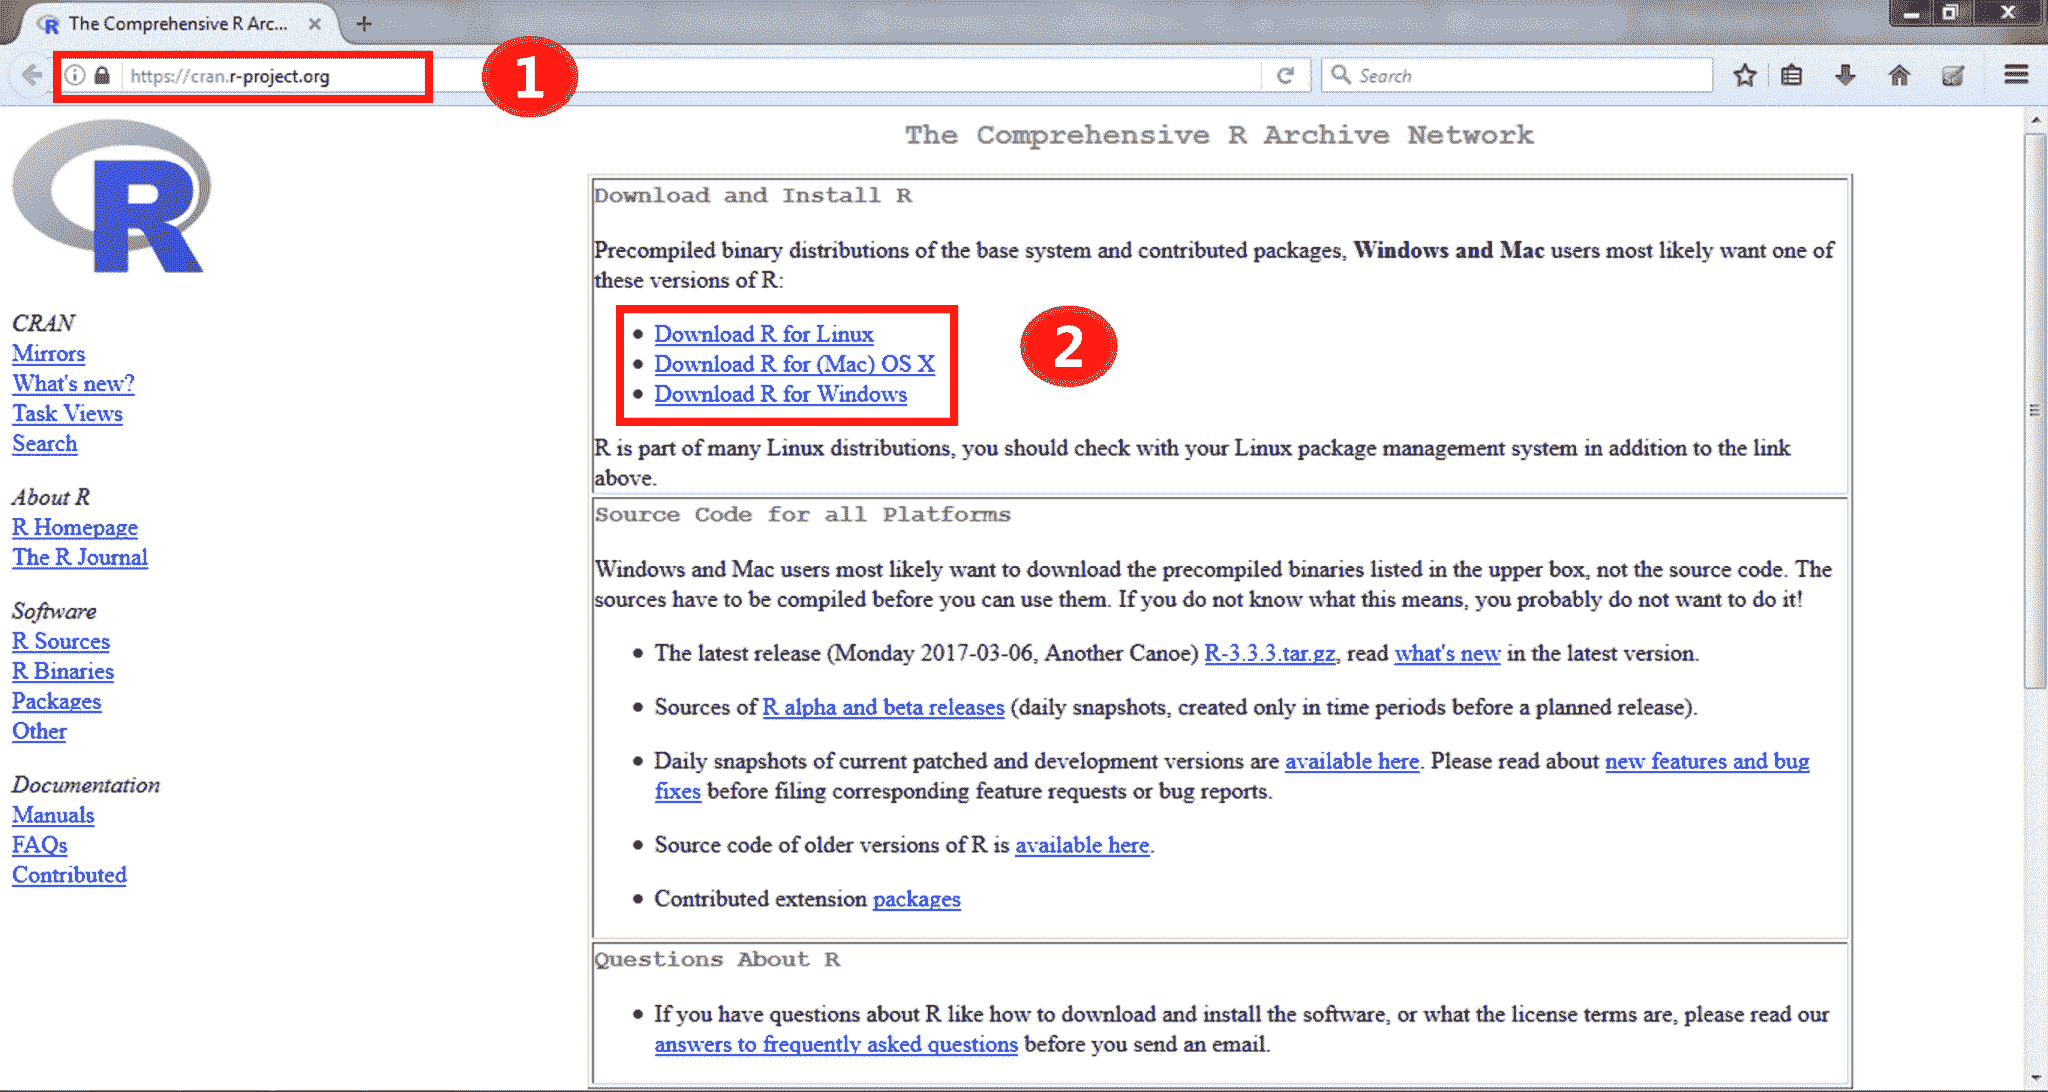 The Comprehensive R Arc...
https://cran.r-project.org
1
Search
R
The Comprehensive R Archive Network
CRAN
Mirrors
What's new?
Task Views
Search
About R
R Homepage
The R Journal
Software
R Sources
R Binaries
Packages
Other
Documentation
Manuals
FAQs
Contributed
Download and Install R
Precompiled binary distributions of the base system and contributed packages, Windows and Mac users most likely want one of
these versions of R:
Download R for Linux
Download R for (Mac) OS X
Download R for Windows
2
R is part of many Linux distributions, you should check with your Linux package management system in addition to the link
above.
Source Code for all Platforms
Windows and Mac users most likely want to download the precompiled binaries listed in the upper box, not the source code. The
sources have to be compiled before you can use them. If you do not know what this means, you probably do not want to do it!
The latest release (Monday 2017-03-06, Another Canoe) R-3.3.3.tar.gz, read what's new in the latest version.
Sources of R alpha and beta releases (daily snapshots, created only in time periods before a planned release).
Daily snapshots of current patched and development versions are available here. Please read about new features and bug
fixes before filing corresponding feature requests or bug reports.
Source code of older versions of R is available here.
Contributed extension packages
Questions About R
If you have questions about R like how to download and install the software, or what the license terms are, please read our
answers to frequently asked questions before you send an email.